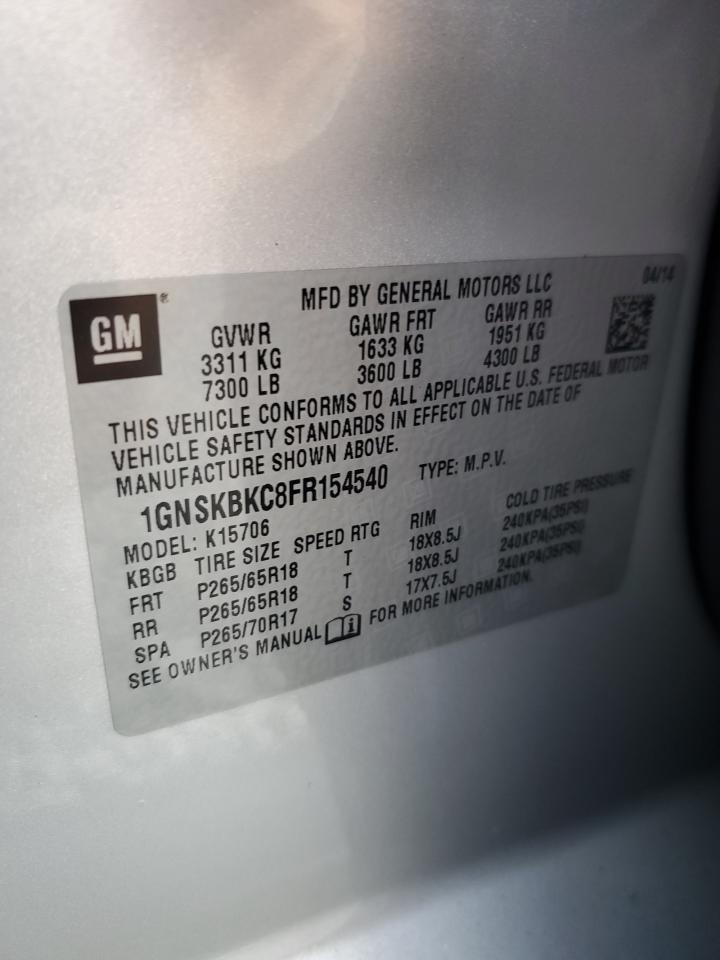 GM ®
MFD BY GENERAL MOTORS LLC 04/14
GVWR GAWR FRT GAWR RR
3311 KG 1633 KG 1951 KG
7300 LB 3600 LB 4300 LB
THIS VEHICLE CONFORMS TO ALL APPLICABLE U.S. FEDERAL MOTOR
VEHICLE SAFETY STANDARDS IN EFFECT ON THE DATE OF
MANUFACTURE SHOWN ABOVE.
1GNSKBKC8FR154540 TYPE: M.P.V.
MODEL: K15706
KBGB TIRE SIZE SPEED RTG RIM COLD TIRE PRESSURE
FRT P265/65R18 T 18X8.5J 240KPA(35PSI)
RR P265/65R18 T 18X8.5J 240KPA(35PSI)
SPA P265/70R17 S 17X7.5J 240KPA(35PSI)
SEE OWNER'S MANUAL FOR MORE INFORMATION.